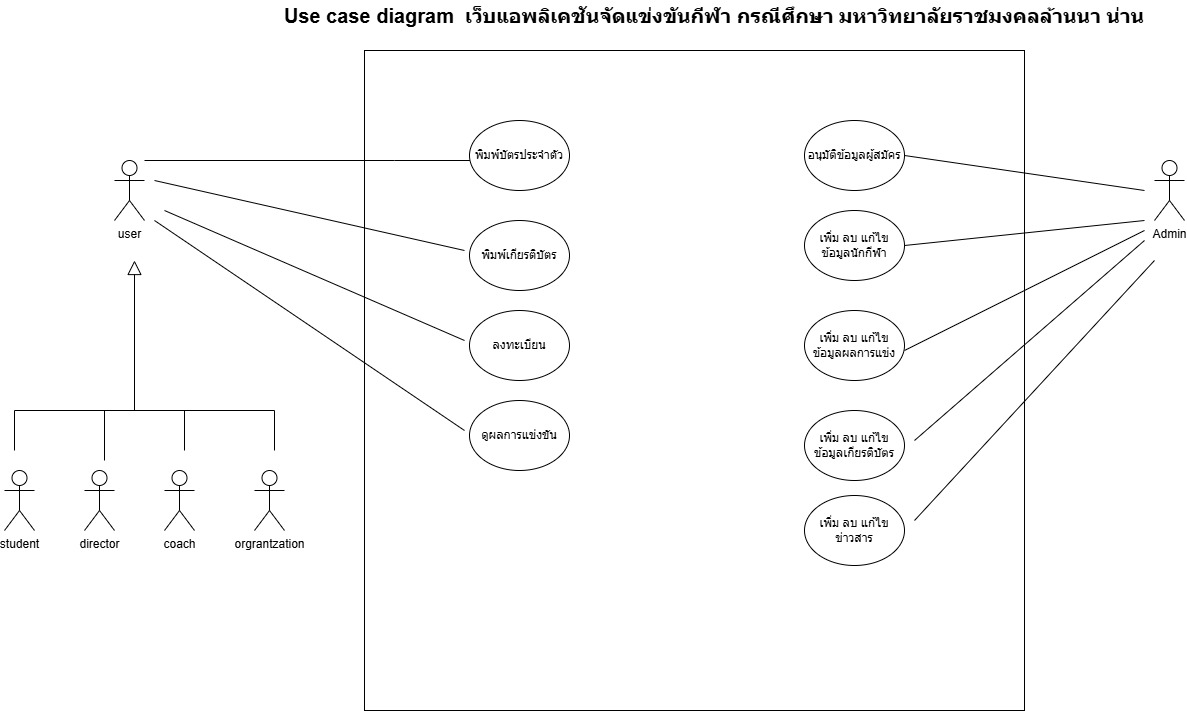 Use case diagram เว็บแอพลิเคชันจัดแข่งขันกีฬา กรณีศึกษา มหาวิทยาลัยราชมงคลล้านนา น่าน
พิมพ์บัตรประจำตัว
อนุมัติข้อมูลผู้สมัคร
user
Admin
พิมพ์เกียรติบัตร
เพิ่ม ลบ แก้ไข
ข้อมูลนักกีฬา
ลงทะเบียน
เพิ่ม ลบ แก้ไข
ข้อมูลผลการแข่ง
ดูผลการแข่งขัน
เพิ่ม ลบ แก้ไข
ข้อมูลเกียรติบัตร
เพิ่ม ลบ แก้ไข
ข่าวสาร
student
director
coach
orgrantzation